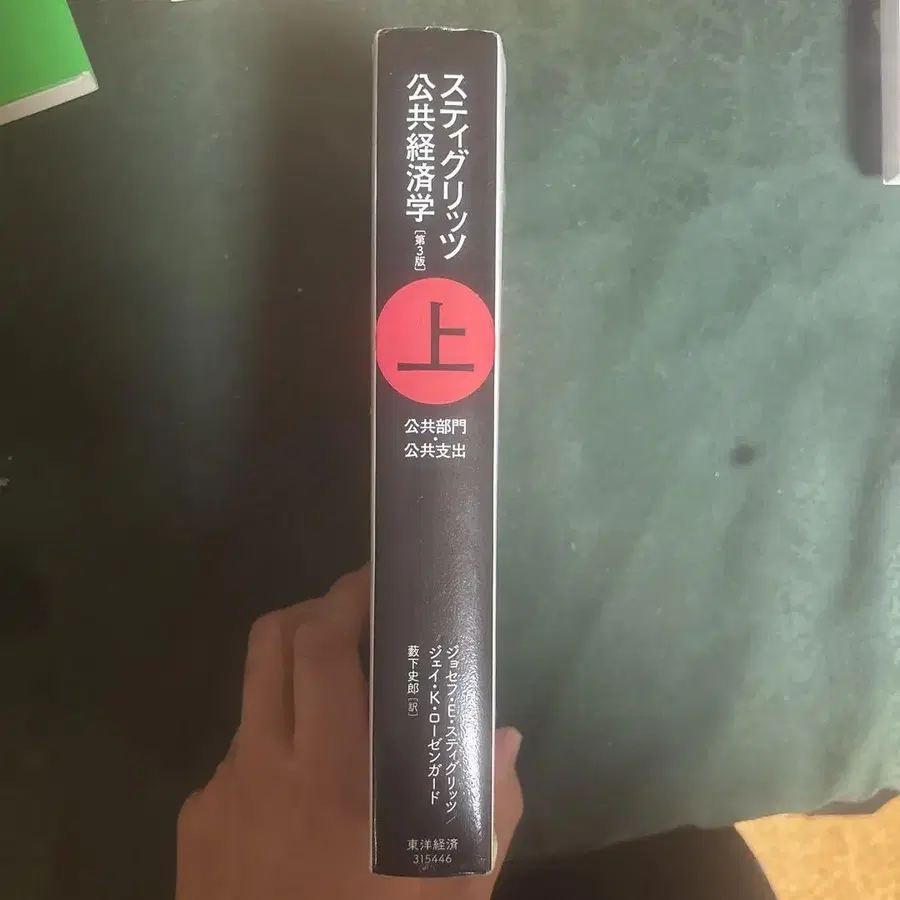 スティグリッツ
公共経済学
[第3版]
上
公共部門
・
公共支出
ジョセフ・E・スティグリッツ/
ジェイ・K・ローゼンガード
藪下史郎[訳]
東洋経済
315446